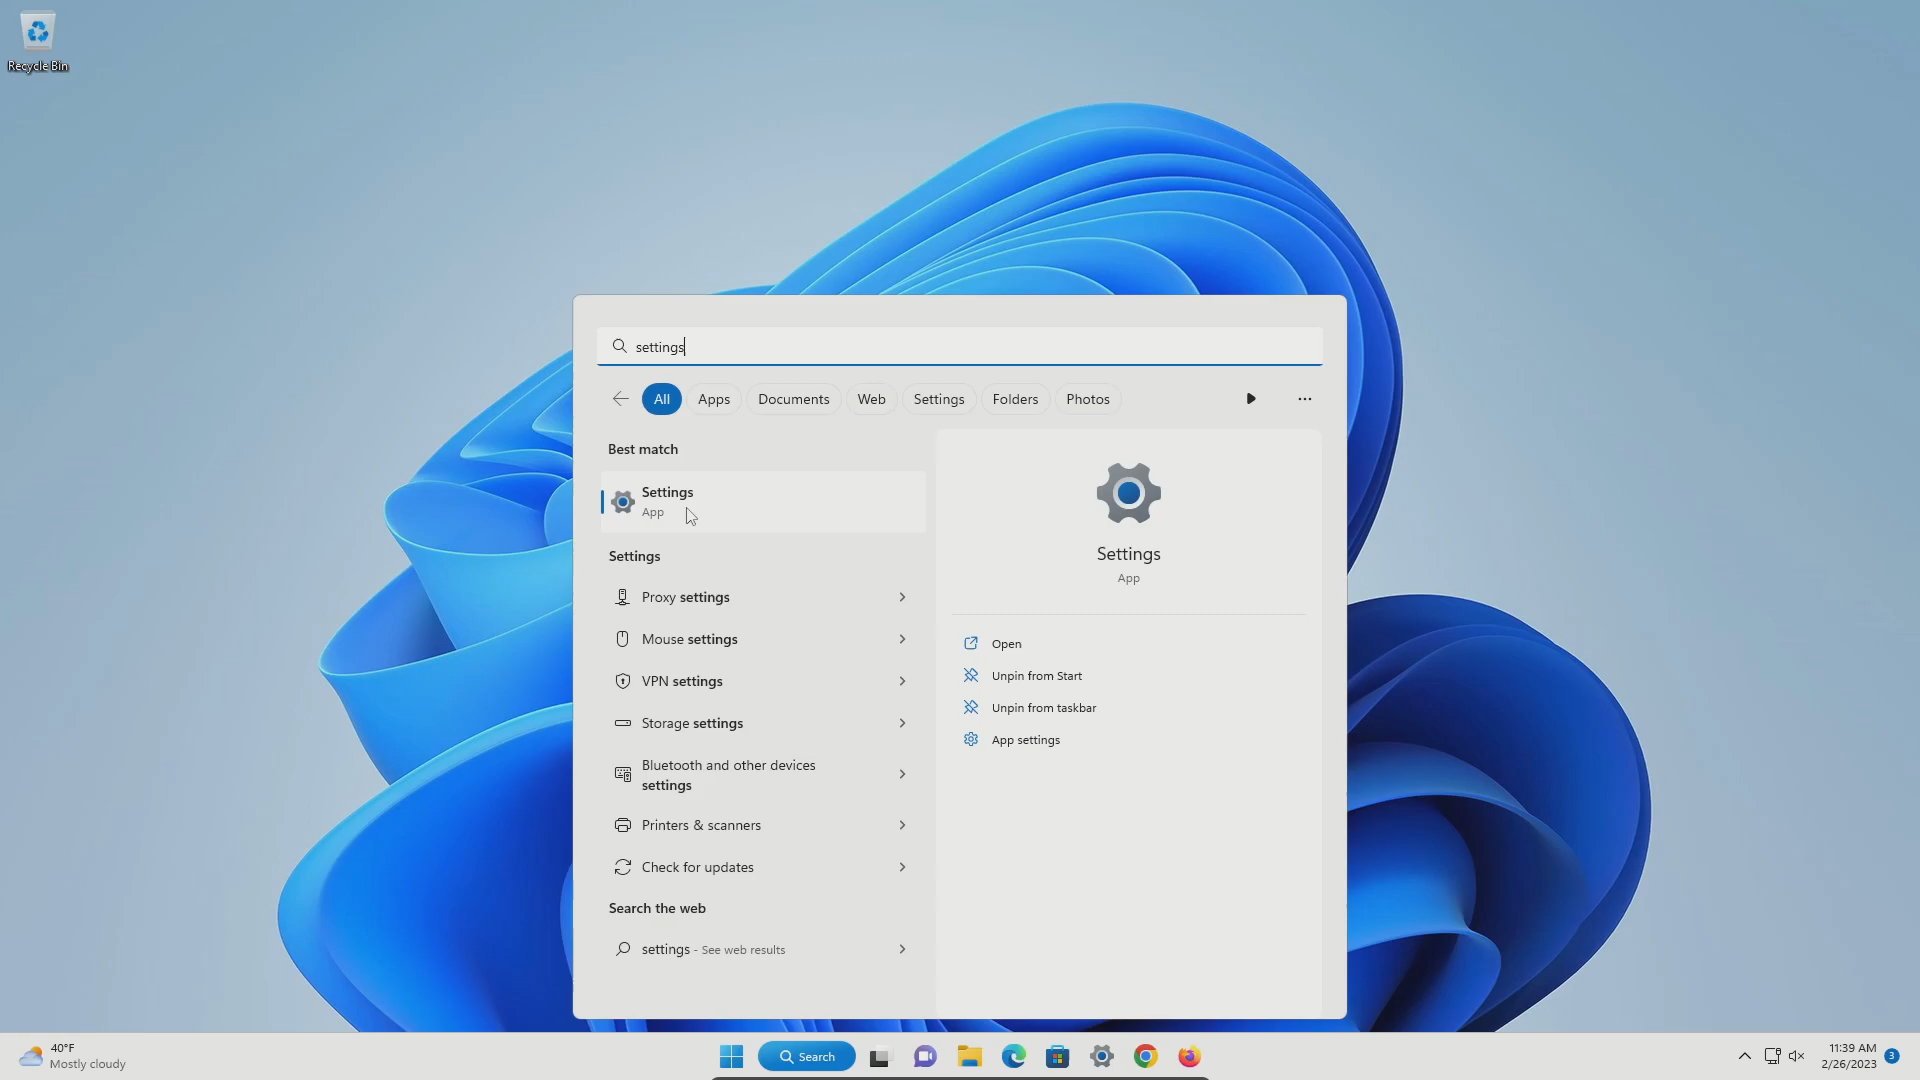 Recycle Bin
settings
All
Apps
Documents
Web
Settings
Folders
Photos
Best match
Settings
App
Settings
Proxy settings
Mouse settings
VPN settings
Storage settings
Bluetooth and other devices
settings
Printers & scanners
Check for updates
Search the web
settings - See web results
Settings
App
Open
Unpin from Start
Unpin from taskbar
App settings
40°F
Mostly cloudy
Search
11:39 AM
2/26/2023
3